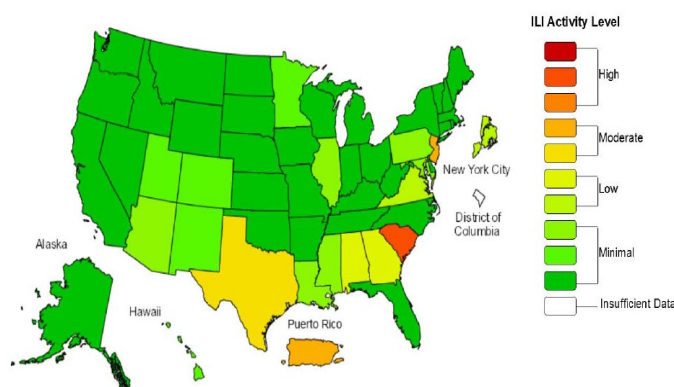 ILI Activity Level
High
Moderate
Low
Minimal
Insufficient Data
New York City
District of
Columbia
Alaska
Hawaii
Puerto Rico